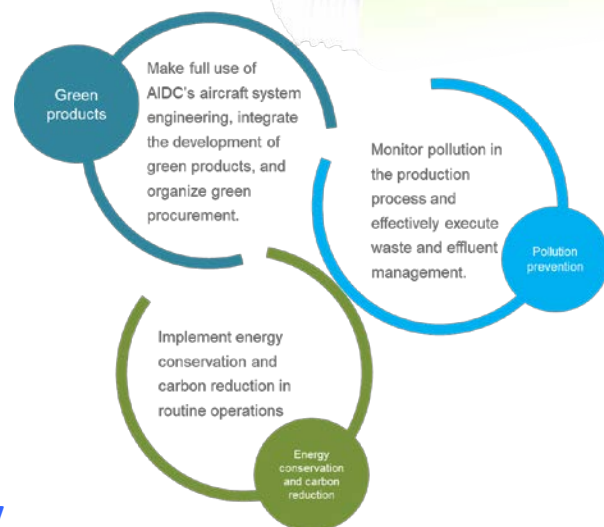 Green
products
Make full use of
AIDC's aircraft system
engineering, integrate
the development of
green products, and
organize green
procurement.
Monitor pollution in
the production
process and
effectively execute
waste and effluent
management.
Pollution
prevention
Implement energy
conservation and
carbon reduction in
routine operations
Energy
conservation
and carbon
reduction